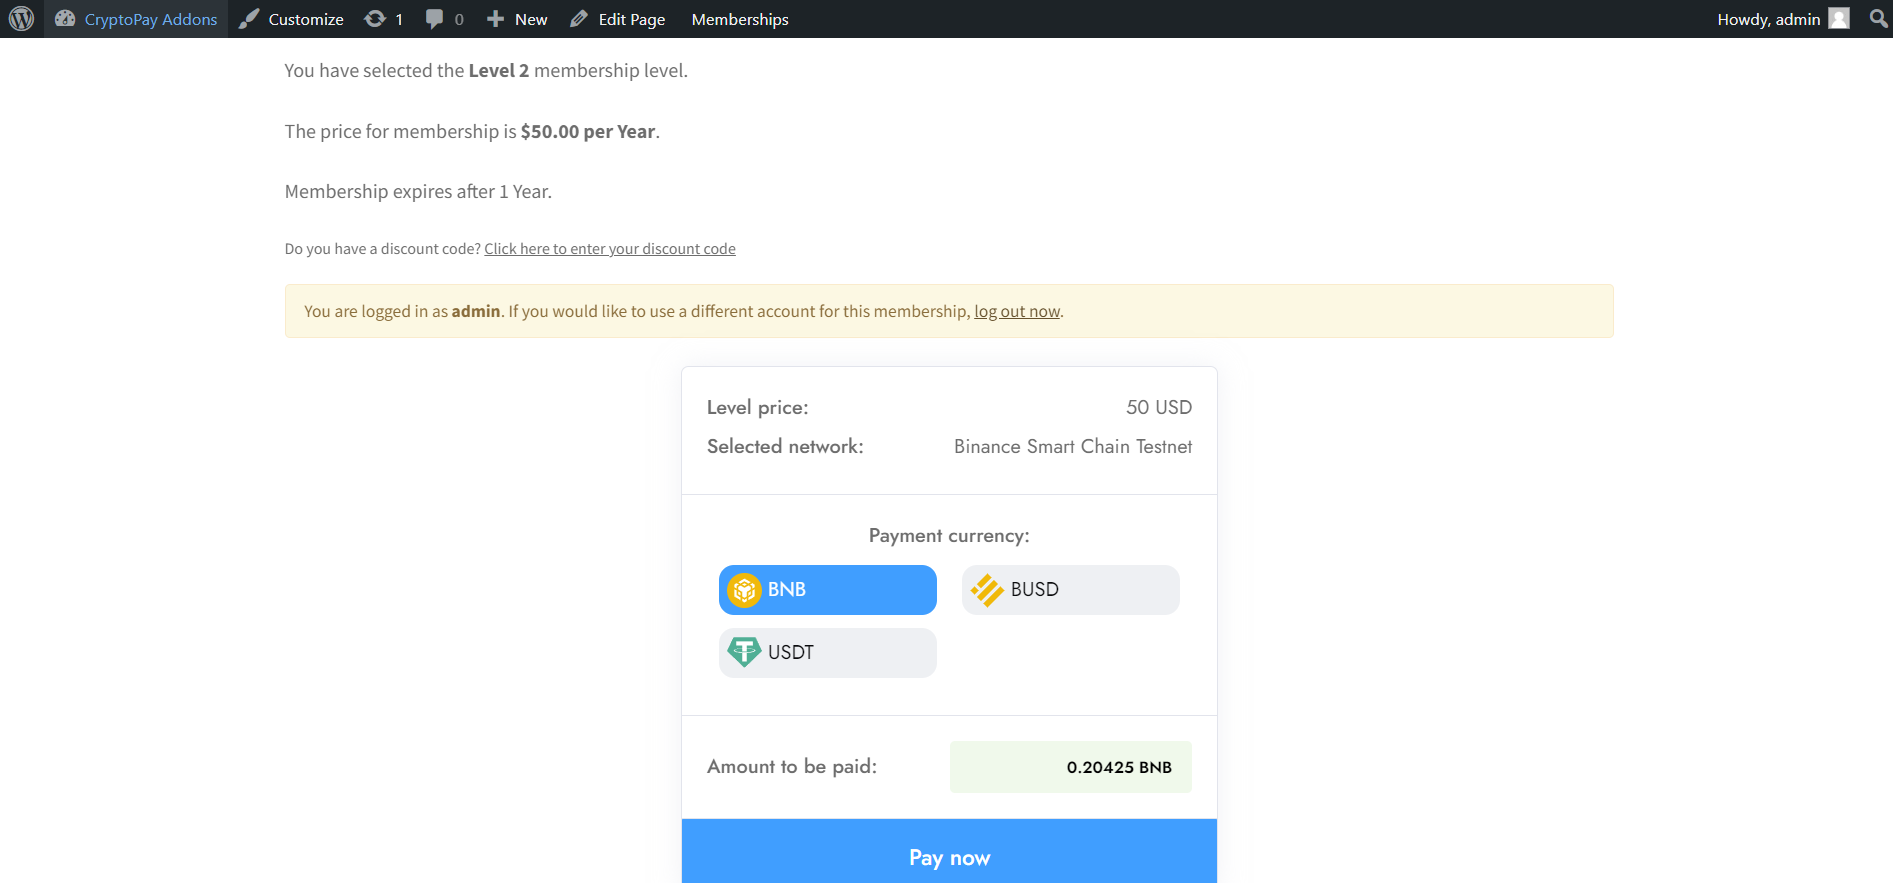 CryptoPay Addons Customize 1 0 New Edit Page Memberships Howdy, admin
You have selected the Level 2 membership level.
The price for membership is $50.00 per Year.
Membership expires after 1 Year.
Do you have a discount code? Click here to enter your discount code
You are logged in as admin. If you would like to use a different account for this membership, log out now.
Level price: 50 USD
Selected network: Binance Smart Chain Testnet
Payment currency:
BNB BUSD
USDT
Amount to be paid: 0.20425 BNB
Pay now